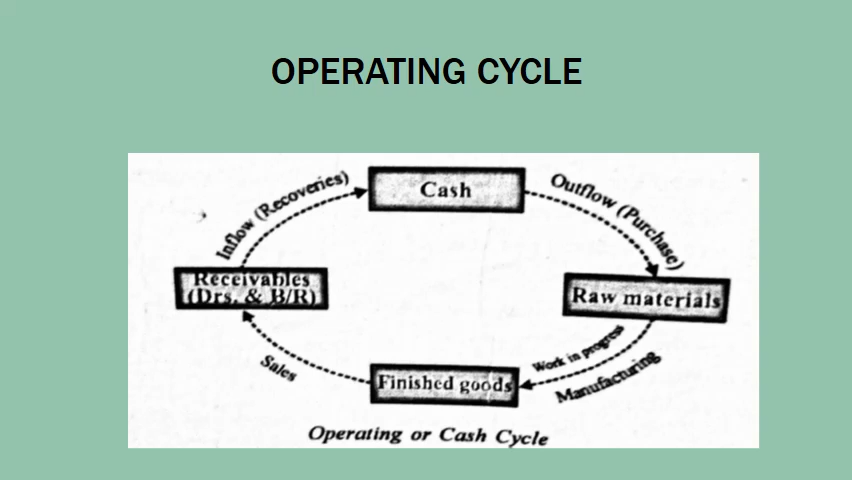 OPERATING CYCLE
Cash
Outflow (Purchase)
Inflow (Recoveries)
Receivables
(Drs. & B/R)
Raw materials
Work in progress
Manufacturing
Sales
Finished goods
Operating or Cash Cycle